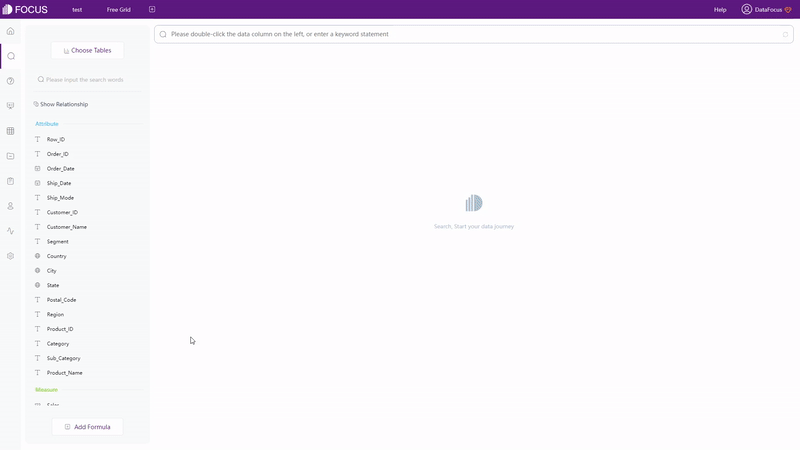 FOCUS
test
Free Grid
Help
DataFocus
Choose Tables
Please input the search words
Show Relationship
Attribute
Row_ID
Order_ID
Order_Date
Ship_Date
Ship_Mode
Customer_ID
Customer_Name
Segment
Country
City
State
Postal_Code
Region
Product_ID
Category
Sub_Category
Product_Name
Measure
Sales
Add Formula
Please double-click the data column on the left, or enter a keyword statement
Search. Start your data journey